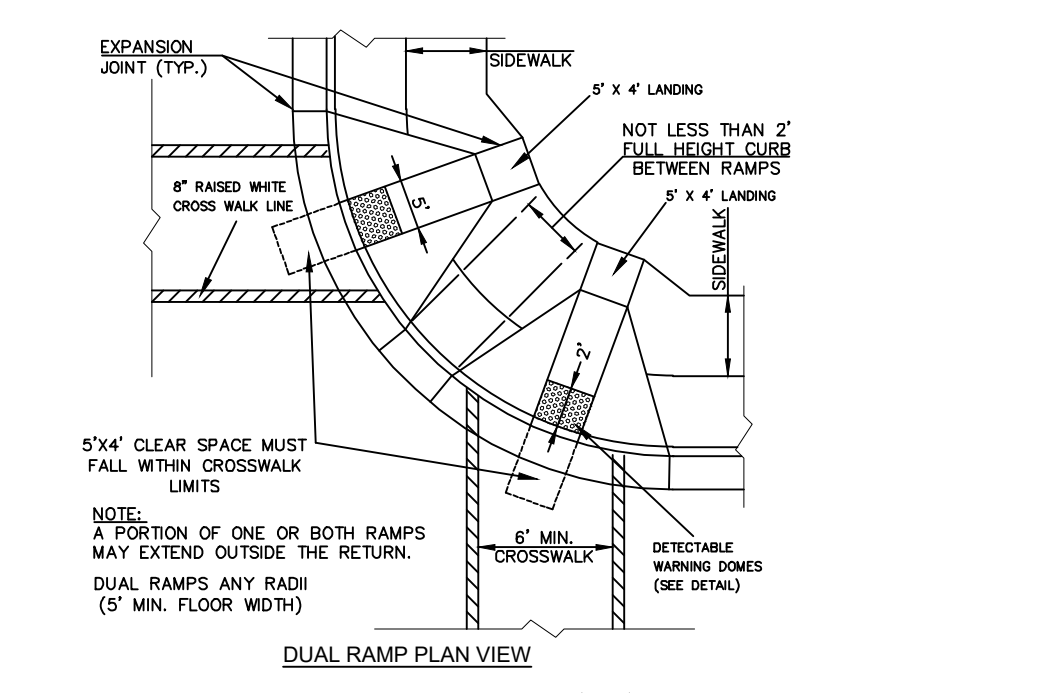 EXPANSION
JOINT (TYP.)
SIDEWALK
5' X 4' LANDING
NOT LESS THAN 2'
FULL HEIGHT CURB
BETWEEN RAMPS
5' X 4' LANDING
8" RAISED WHITE
CROSS WALK LINE
5'
SIDEWALK
2'
5'X4' CLEAR SPACE MUST
FALL WITHIN CROSSWALK
LIMITS
NOTE:
A PORTION OF ONE OR BOTH RAMPS
MAY EXTEND OUTSIDE THE RETURN.
DUAL RAMPS ANY RADII
(5' MIN. FLOOR WIDTH)
6' MIN.
CROSSWALK
DETECTABLE
WARNING DOMES
(SEE DETAIL)
DUAL RAMP PLAN VIEW